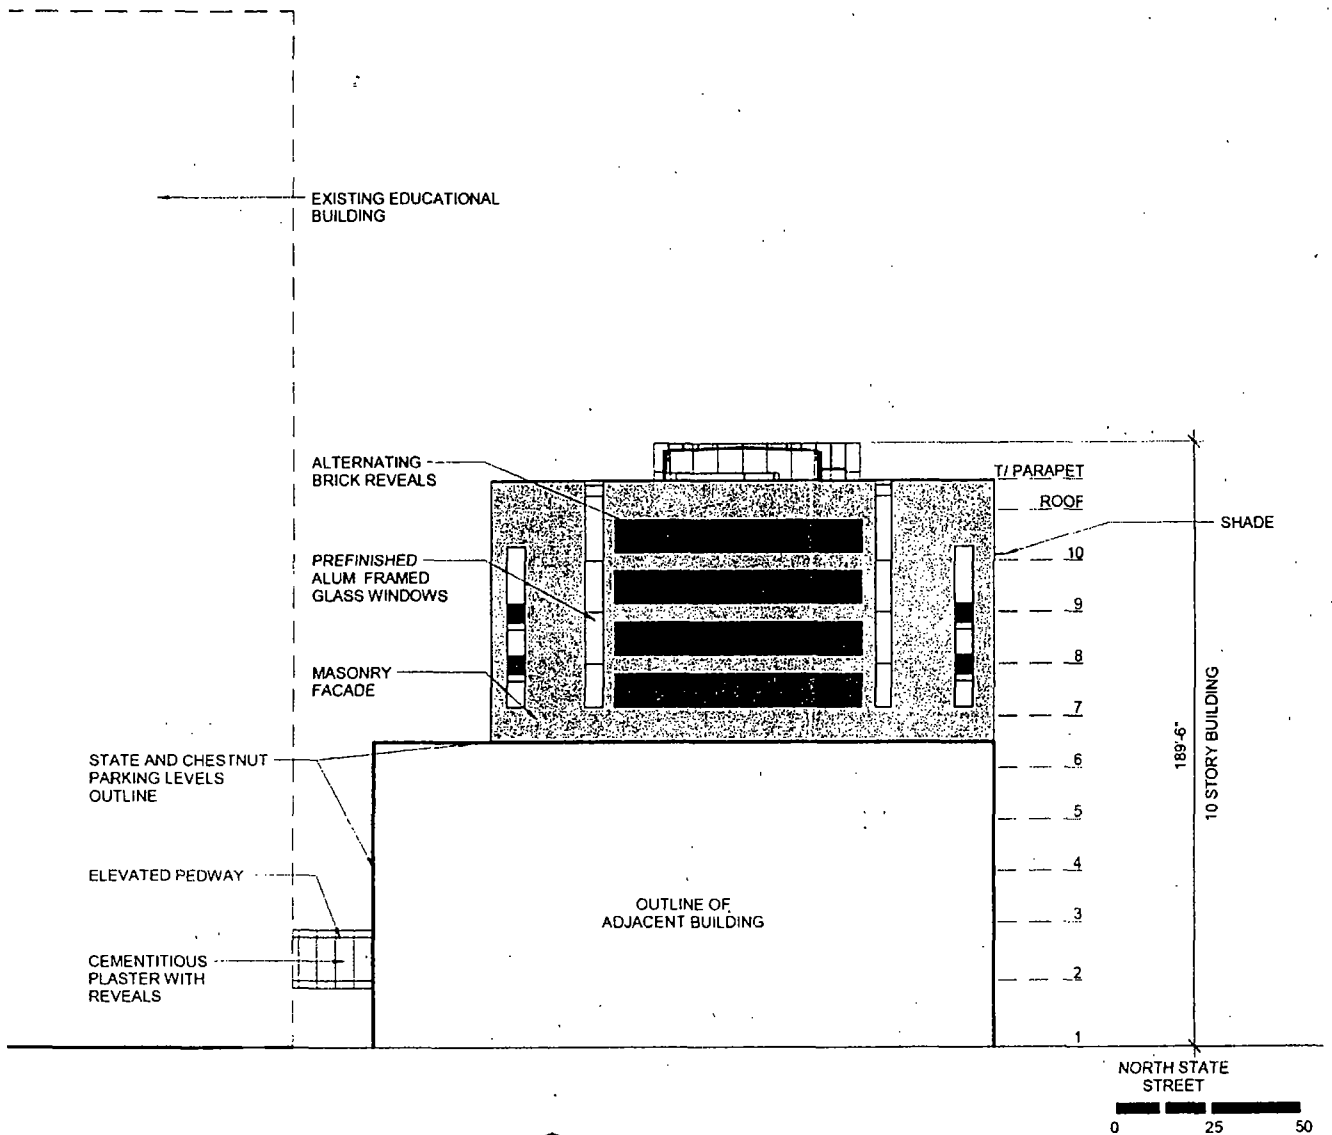 EXISTING EDUCATIONAL
BUILDING
ALTERNATING
BRICK REVEALS
T/ PARAPET
ROOF
SHADE
PREFINISHED
ALUM FRAMED
GLASS WINDOWS
10
9
8
MASONRY
FACADE
7
STATE AND CHESTNUT
PARKING LEVELS
OUTLINE
6
5
189'-6"
10 STORY BUILDING
ELEVATED PEDWAY
4
OUTLINE OF
ADJACENT BUILDING
3
CEMENTITIOUS
PLASTER WITH
REVEALS
2
1
NORTH STATE
STREET
0 25 50